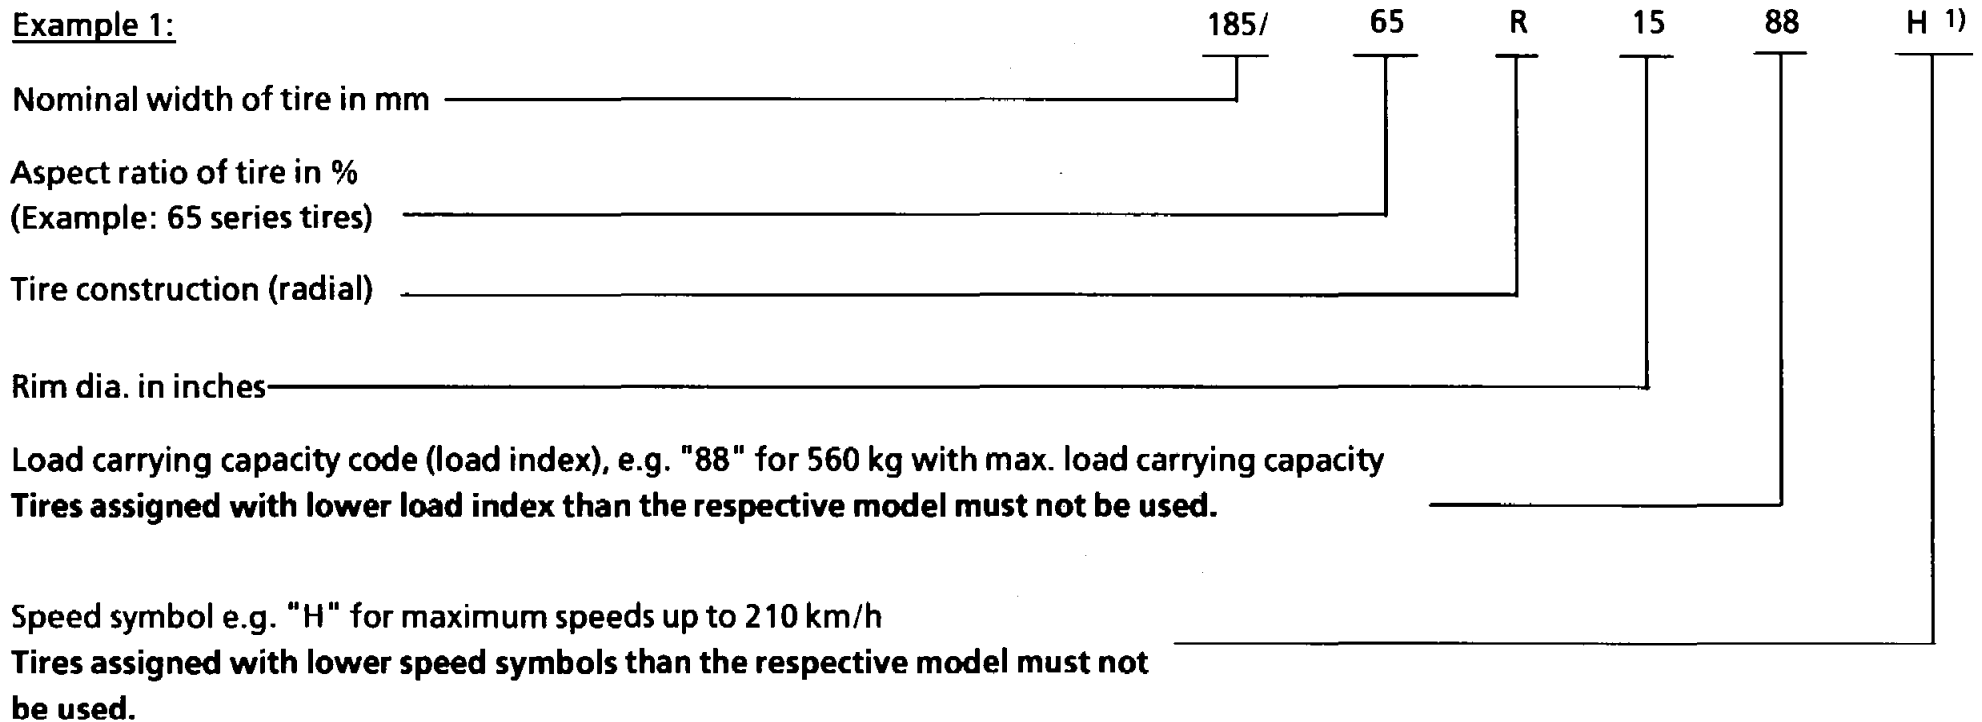 Example 1: 185/ 65 R 15 88 H 1)
Nominal width of tire in mm
Aspect ratio of tire in %
(Example: 65 series tires)
Tire construction (radial)
Rim dia. in inches
Load carrying capacity code (load index), e.g. "88" for 560 kg with max. load carrying capacity
Tires assigned with lower load index than the respective model must not be used.
Speed symbol e.g. "H" for maximum speeds up to 210 km/h
Tires assigned with lower speed symbols than the respective model must not
be used.